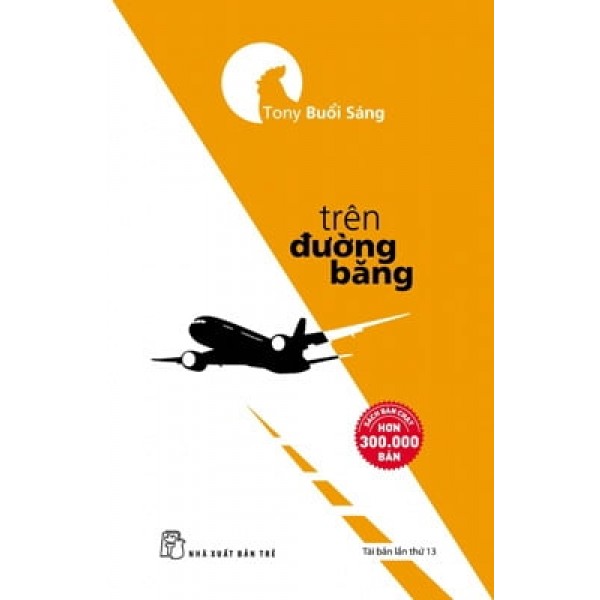 Tony Buổi Sáng
trên
đường
băng
SÁCH BÁN CHẠY
HƠN
300.000
BẢN
Tái bản lần thứ 13
NHÀ XUẤT BẢN TRẺ